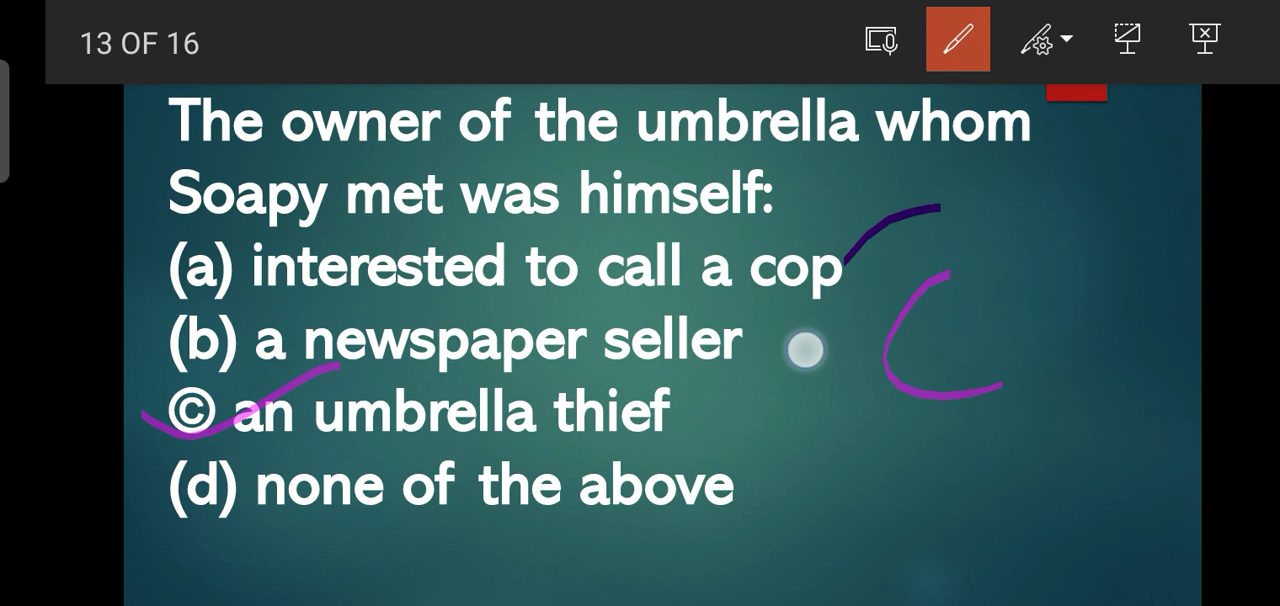 13 OF 16
The owner of the umbrella whom
Soapy met was himself:
(a) interested to call a cop
(b) a newspaper seller
© an umbrella thief
(d) none of the above
C